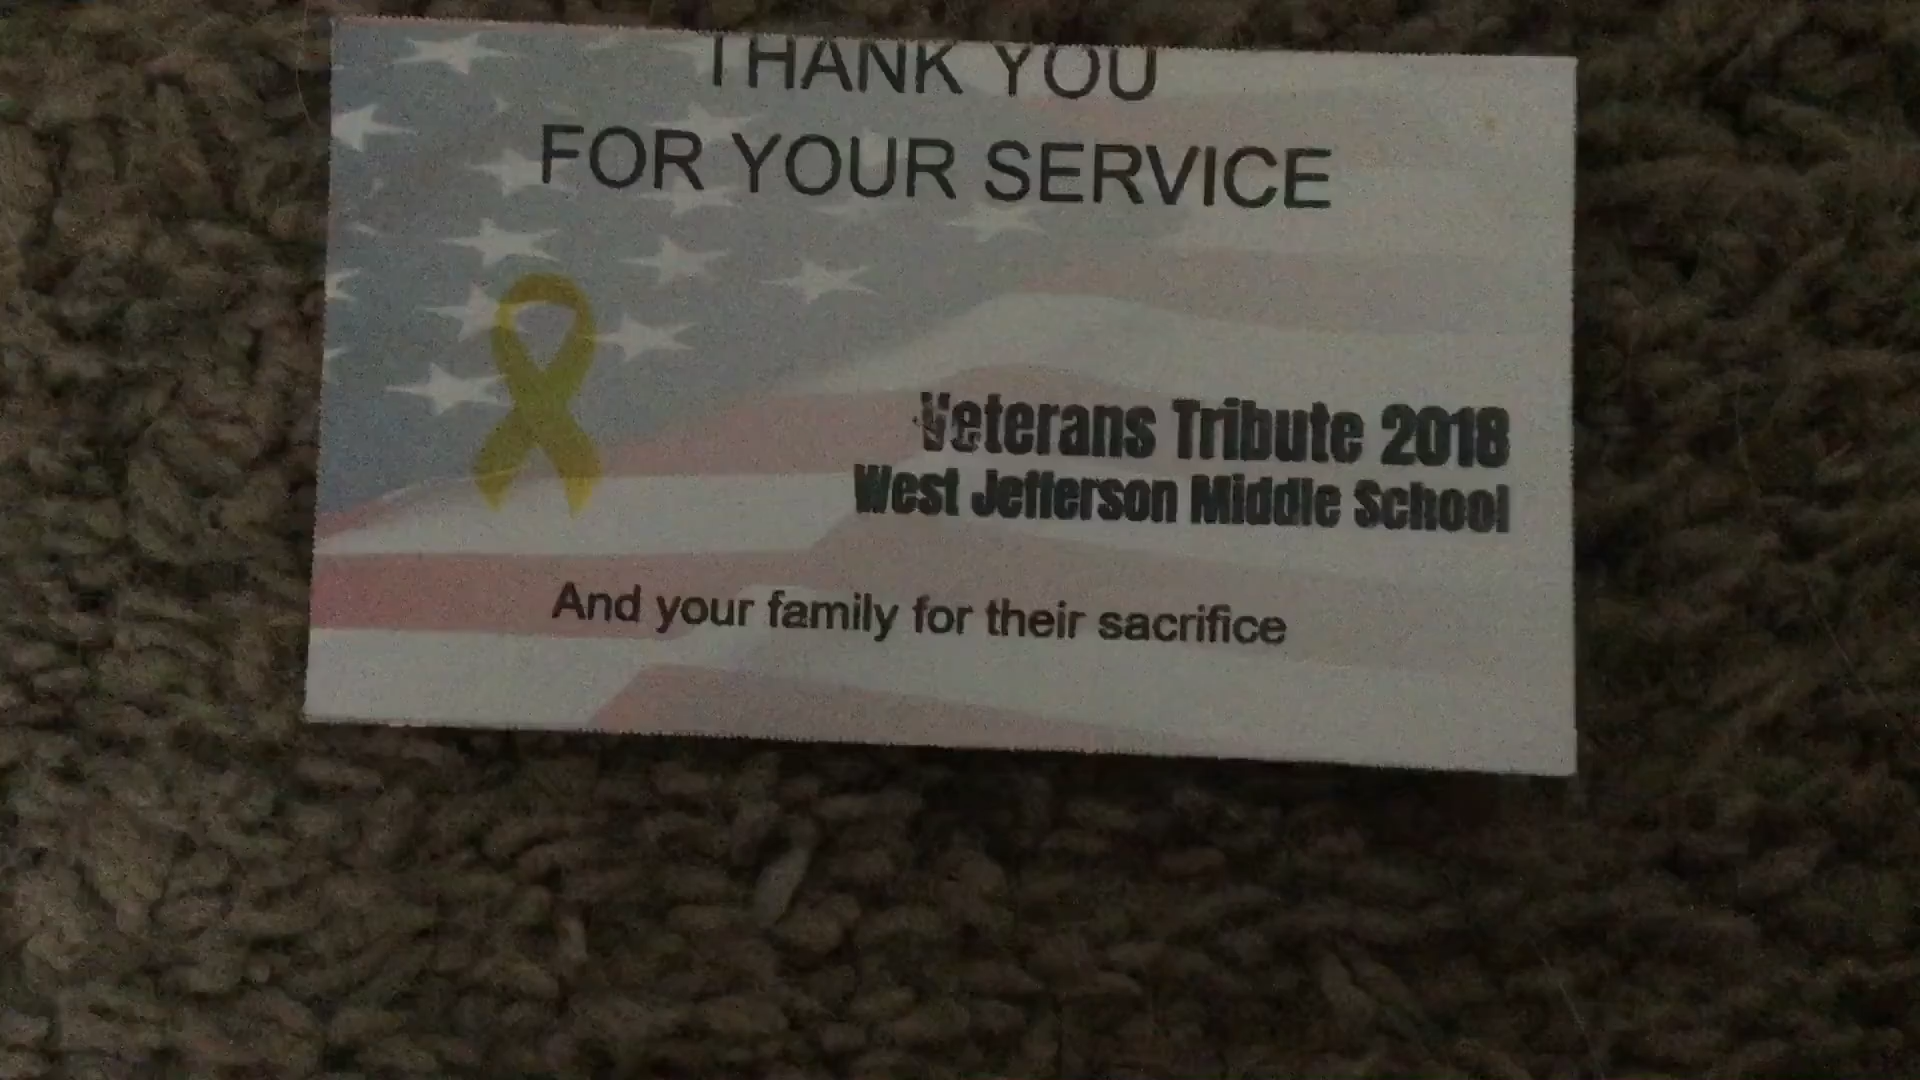 THANK YOU
FOR YOUR SERVICE
Veterans Tribute 2018
West Jefferson Middle School
And your family for their sacrifice